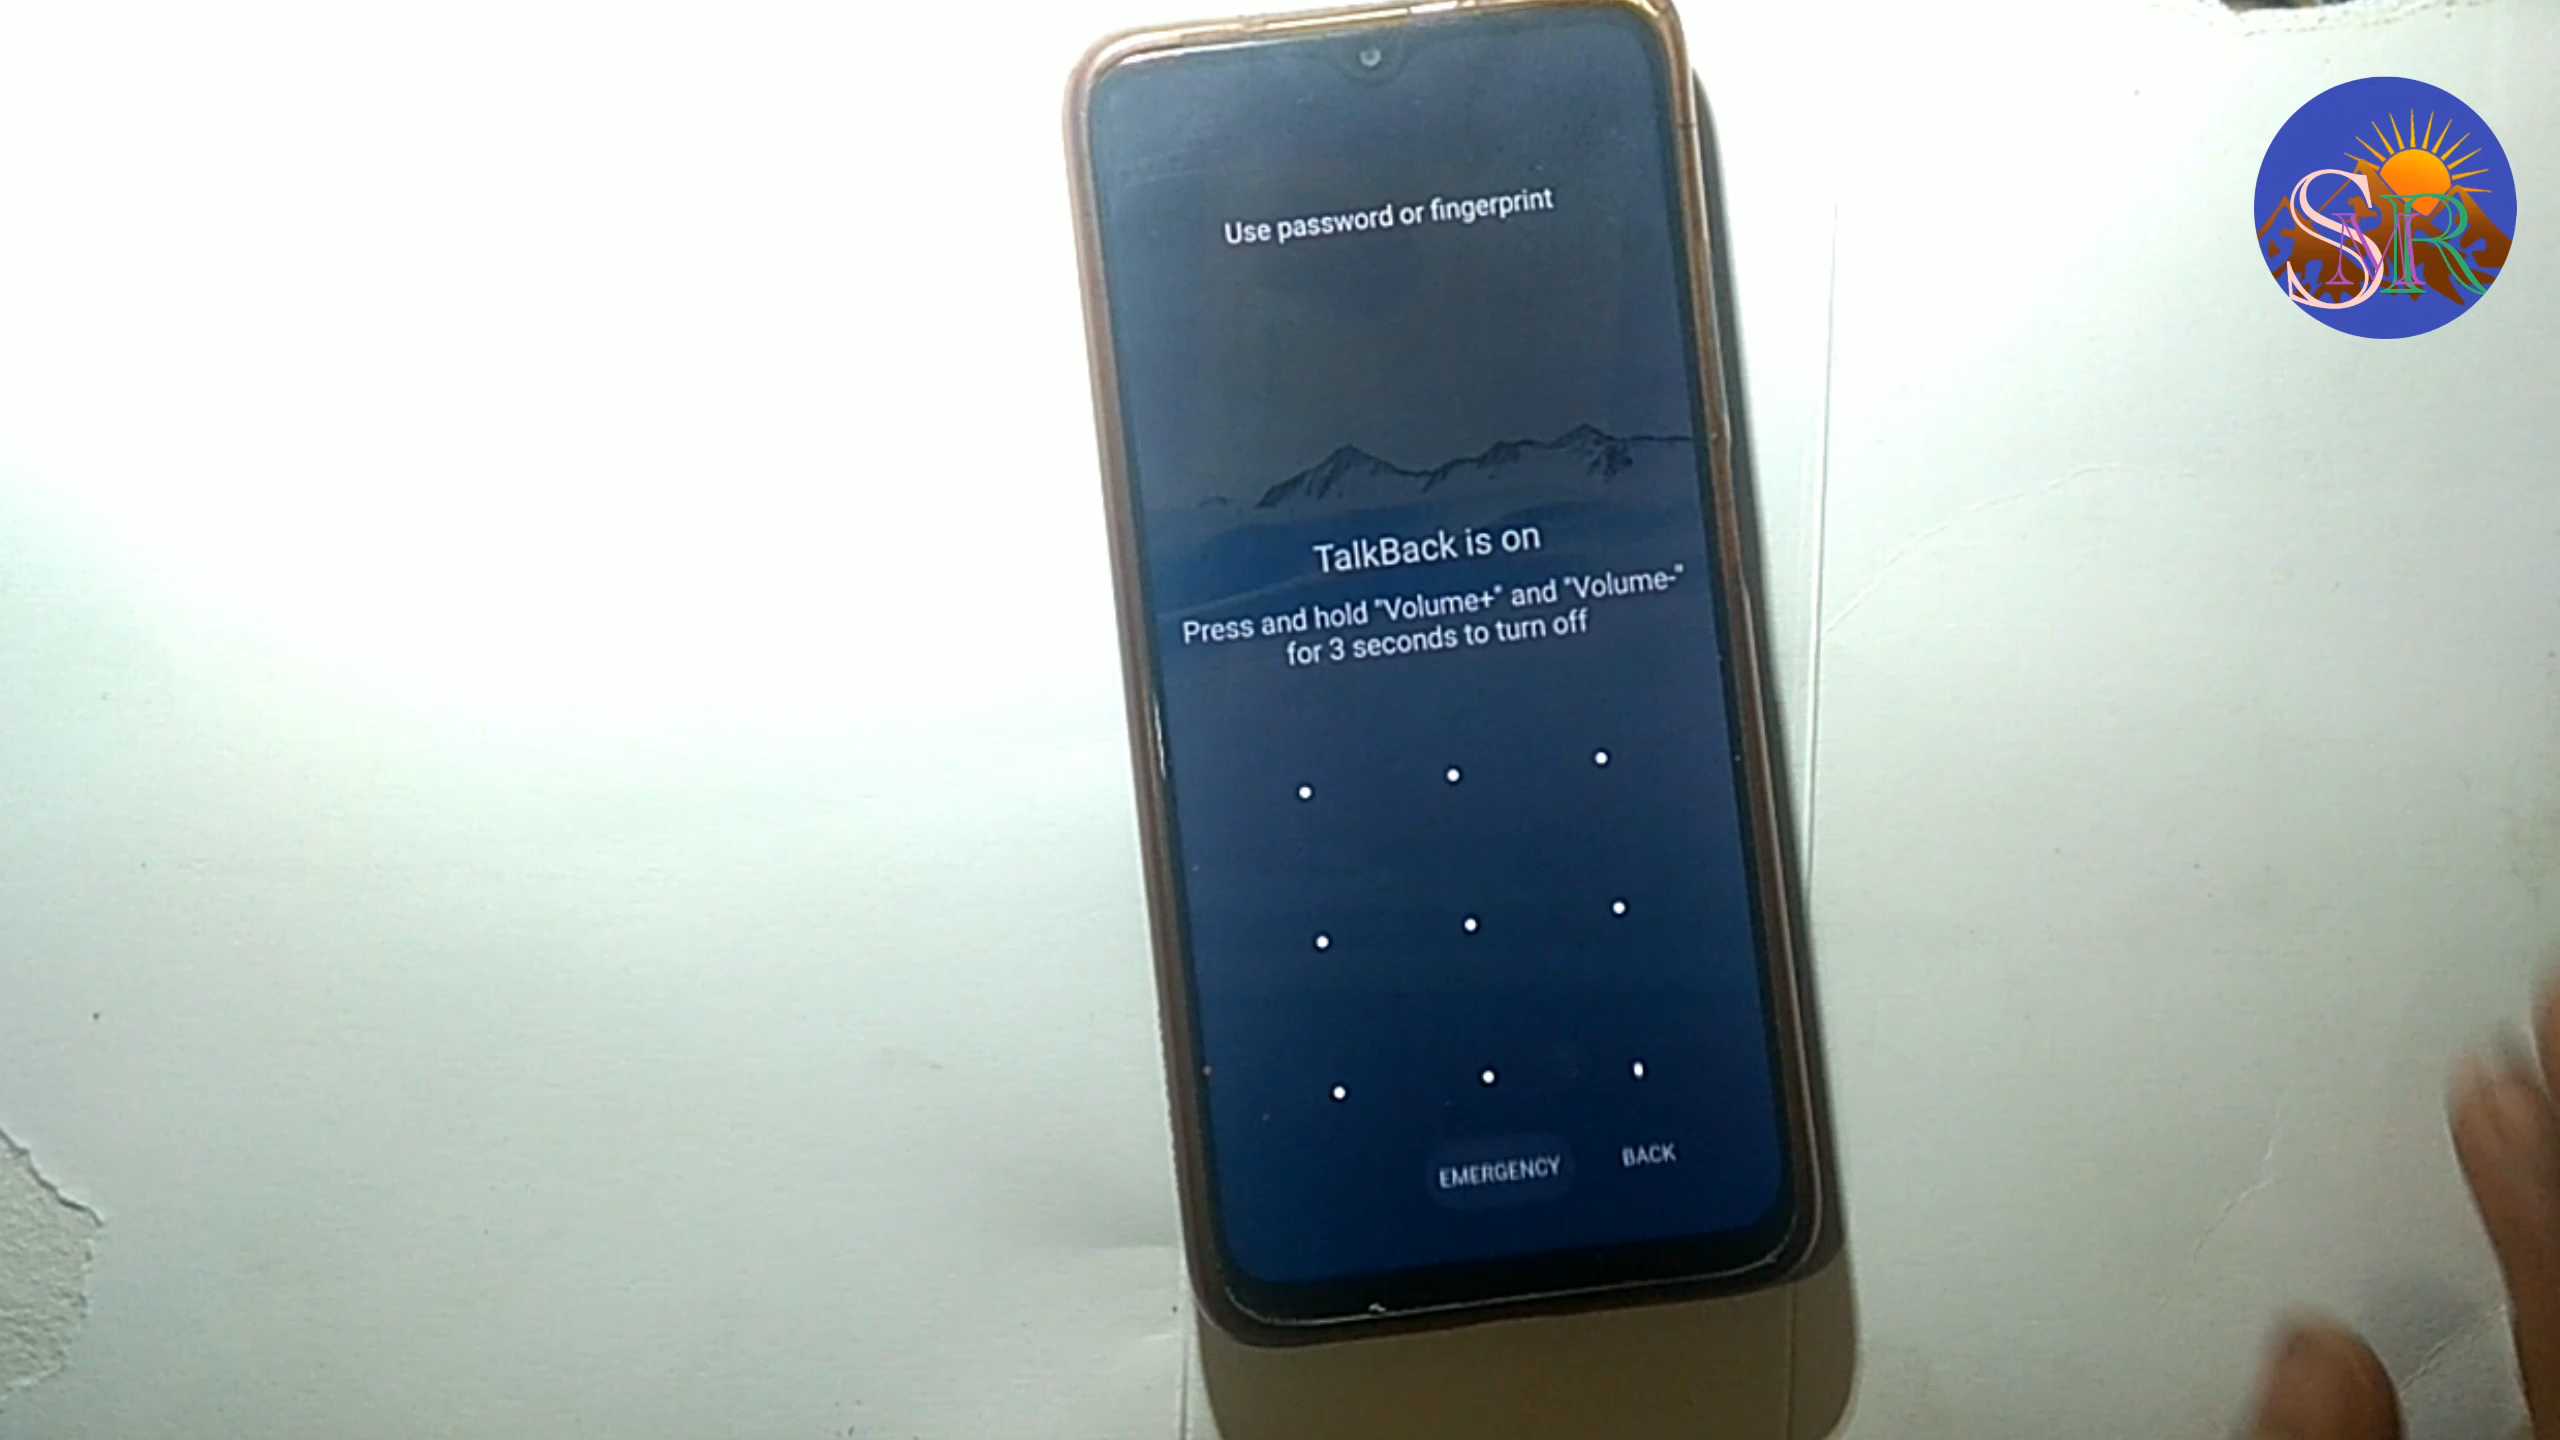 SMR
Use password or fingerprint
TalkBack is on
Press and hold "Volume+" and "Volume-"
for 3 seconds to turn off
EMERGENCY
BACK